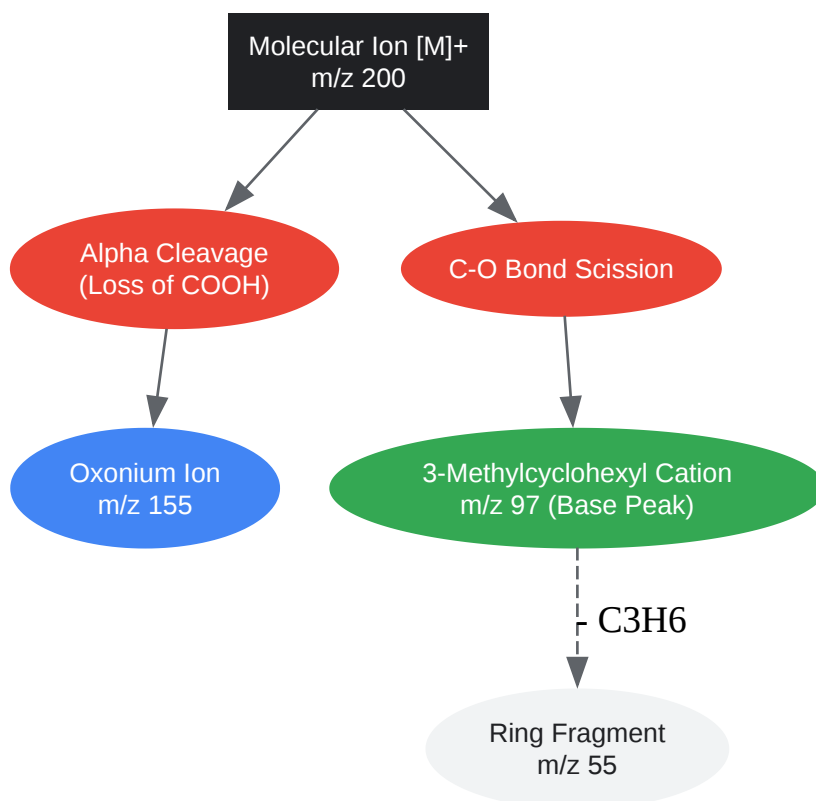 Molecular Ion [M]+
m/z 200
Alpha Cleavage
(Loss of COOH)
C-O Bond Scission
Oxonium Ion
m/z 155
3-Methylcyclohexyl Cation
m/z 97 (Base Peak)
- C3H6
Ring Fragment
m/z 55